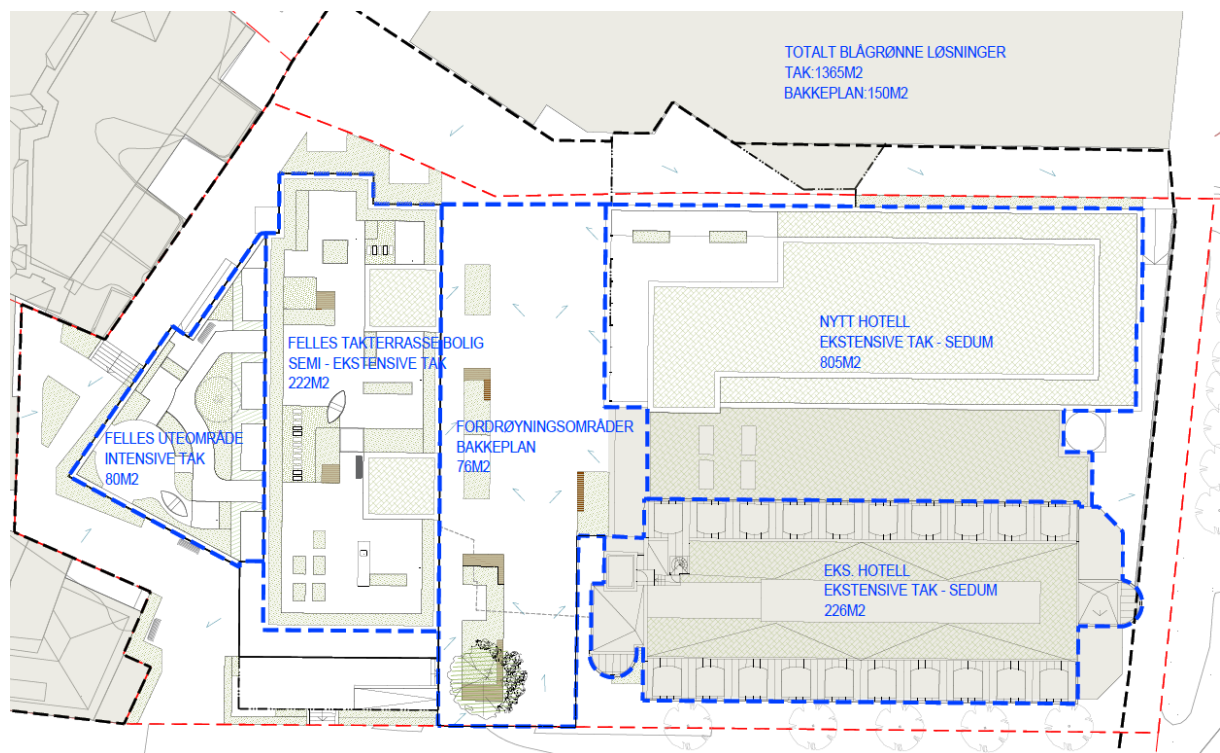 TOTALT BLÅGRØNNE LØSNINGER
TAK:1365M2
BAKKEPLAN:150M2
NYTT HOTELL
EKSTENSIVE TAK - SEDUM
805M2
FELLES TAKTERRASSE BOLIG
SEMI - EKSTENSIVE TAK
222M2
FORDRØYNINGSOMRÅDER
BAKKEPLAN
76M2
FELLES UTEOMRÅDE
INTENSIVE TAK
80M2
EKS. HOTELL
EKSTENSIVE TAK - SEDUM
226M2